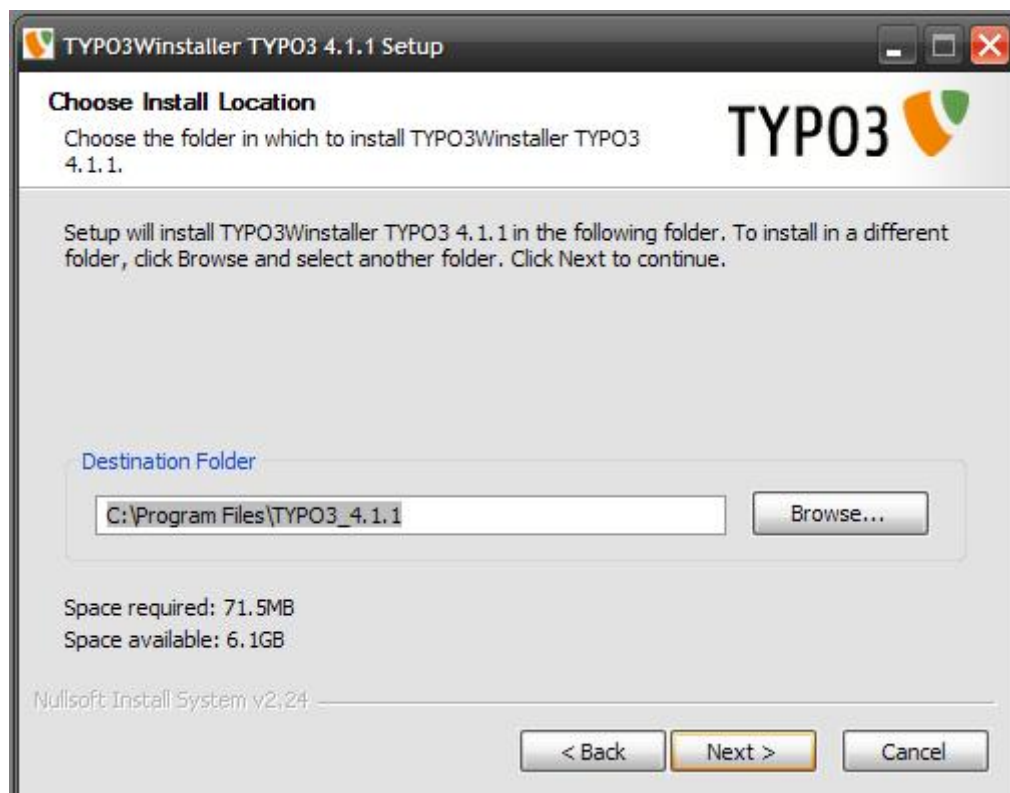 TYPO3Winstaller TYPO3 4.1.1 Setup
Choose Install Location
Choose the folder in which to install TYPO3Winstaller TYPO3
4.1.1.
TYPO3
Setup will install TYPO3Winstaller TYPO3 4.1.1 in the following folder. To install in a different
folder, click Browse and select another folder. Click Next to continue.
Destination Folder
C:\Program Files\TYPO3_4.1.1
Browse...
Space required: 71.5MB
Space available: 6.1GB
Nullsoft Install System v2.24
< Back
Next >
Cancel